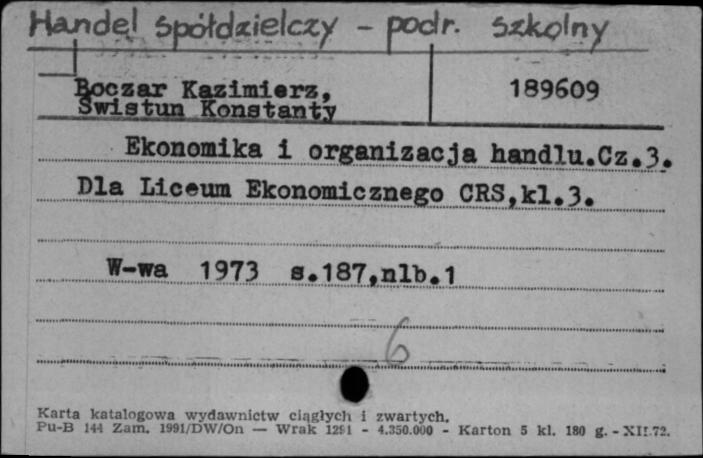 Handel spółdzielczy - podr. szkolny
Boczar Kazimierz,
Swistun Konstanty
189609
Ekonomika i organizacja handlu.Cz.3.
Dla Liceum Ekonomicznego CRS,kl.3.
W-wa 1973 s.187,nlb.1
6
Karta katalogowa wydawnictw ciągłych i zwartych.
Pu-B 144 Zam. 1991/DW/On — Wrak 1291 - 4.350.000 - Karton 5 kl. 180 g. - XII.72.